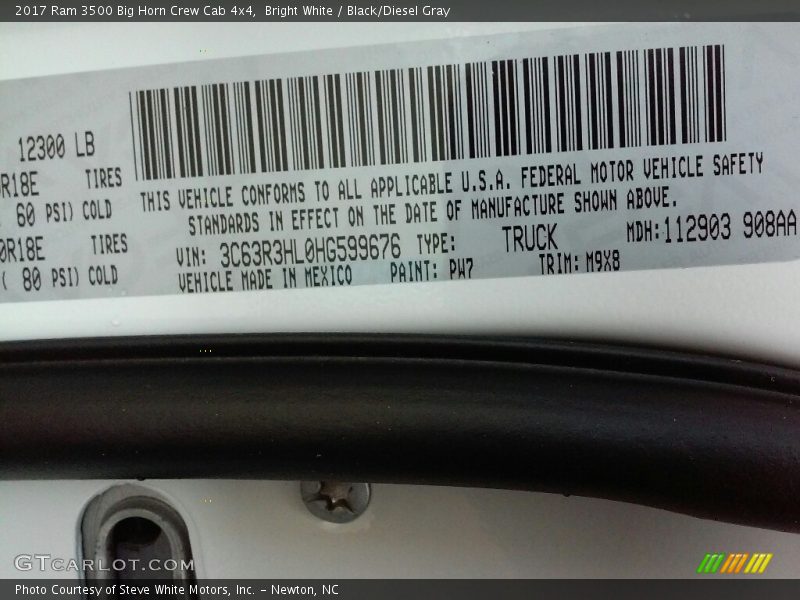 2017 Ram 3500 Big Horn Crew Cab 4x4, Bright White / Black/Diesel Gray
12300 LB
0R18E TIRES
60 PSI) COLD
0R18E TIRES
( 80 PSI) COLD
THIS VEHICLE CONFORMS TO ALL APPLICABLE U.S.A. FEDERAL MOTOR VEHICLE SAFETY
STANDARDS IN EFFECT ON THE DATE OF MANUFACTURE SHOWN ABOVE.
VIN: 3C63R3HL0HG599676 TYPE: TRUCK MDH:112903 908AA
VEHICLE MADE IN MEXICO PAINT: PW7 TRIM: M9X8
GTCARLOT.COM
Photo Courtesy of Steve White Motors, Inc. – Newton, NC